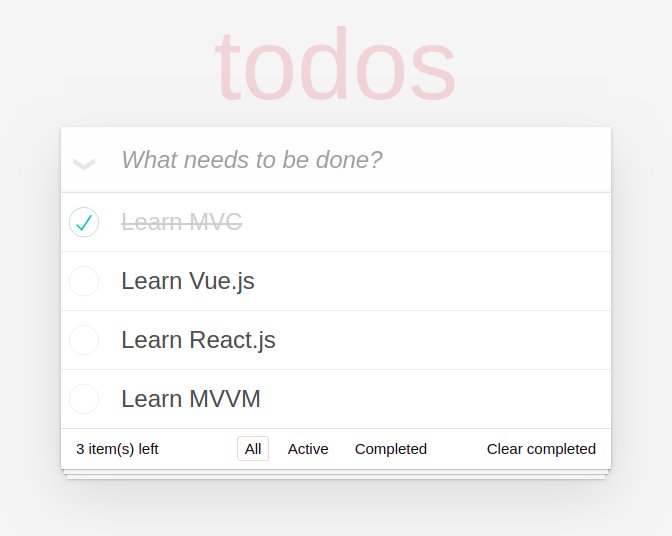 todos
What needs to be done?
Learn MVC
Learn Vue.js
Learn React.js
Learn MVVM
3 item(s) left All Active Completed Clear completed